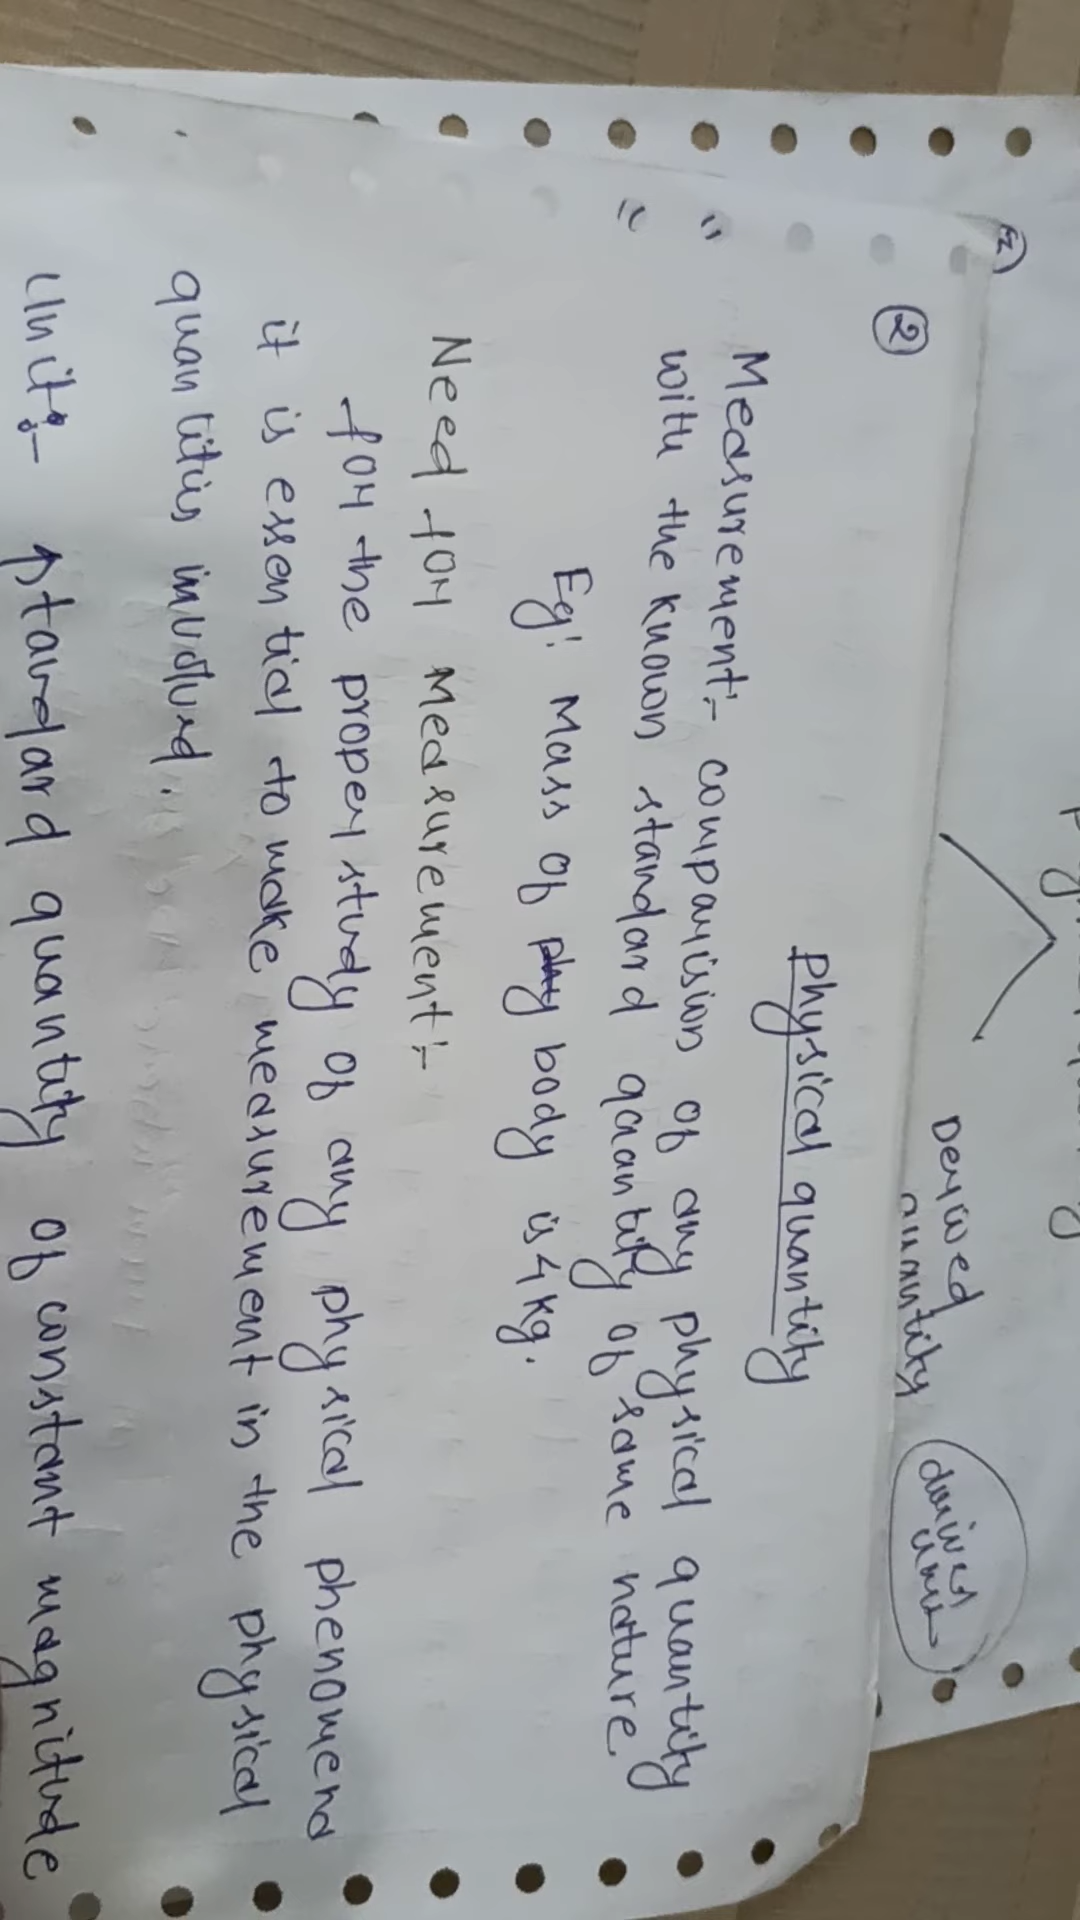 Derived
quantity
②
Physical quantity
Measurement:- comparision of any physical quantity
with the known standard quantity of same nature.
Eg: Mass of body is 4 kg.
Need for Measurement:-
for the proper study of any physical phenomena
it is essential to make measurement in the physical
quantities involved.
Unit:- standard quantity of constant magnitude